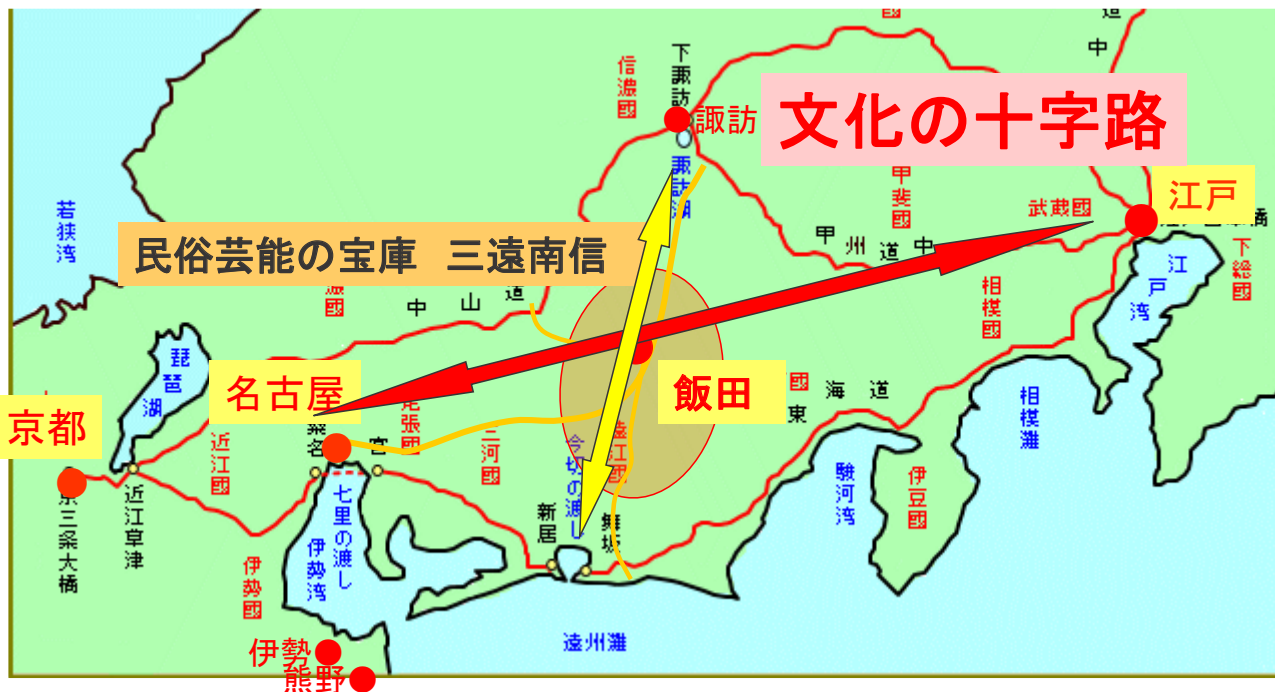 文化の十字路
民俗芸能の宝庫　三遠南信
下諏訪
諏訪
諏訪湖
信濃國
甲斐國
武蔵國
江戸
下総國
江戸湾
相模國
相模灘
甲州道中
道
中
中山道
若狭湾
琵琶湖
名古屋
京都
飯田
近江國
尾張國
三河國
遠江國
東海道
駿河湾
伊豆國
今切の渡し
新居
舞坂
桑名
宮
七里の渡し
伊勢湾
伊勢國
京三条大橋
近江草津
遠州灘
伊勢
熊野